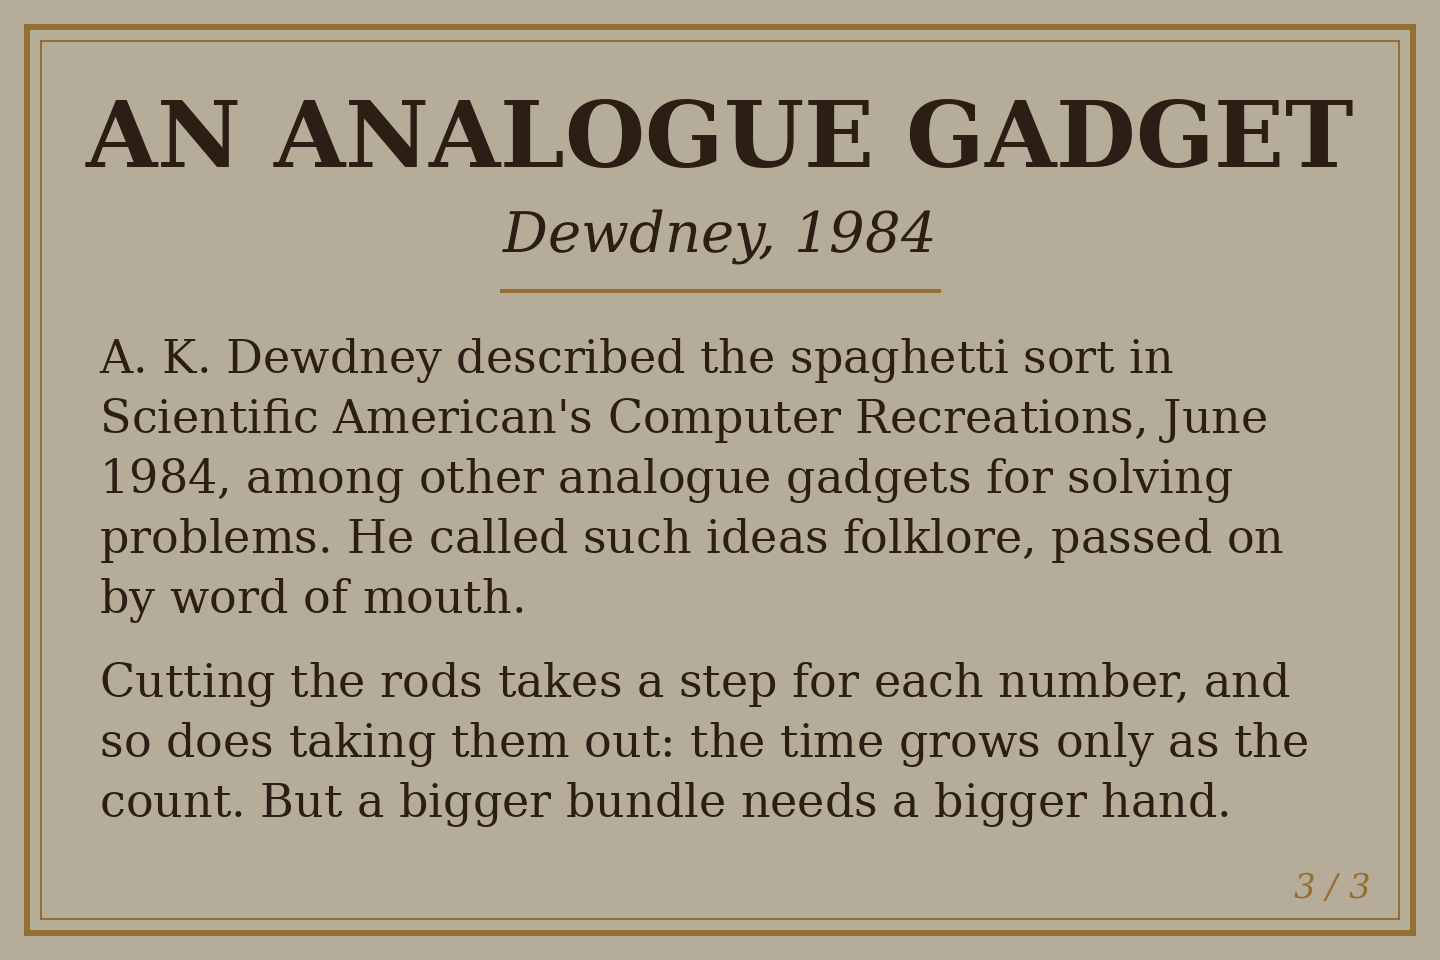 AN ANALOGUE GADGET
Dewdney, 1984
A. K. Dewdney described the spaghetti sort in
Scientific American's Computer Recreations, June
1984, among other analogue gadgets for solving
problems. He called such ideas folklore, passed on
by word of mouth.
Cutting the rods takes a step for each number, and
so does taking them out: the time grows only as the
count. But a bigger bundle needs a bigger hand.
3 / 3